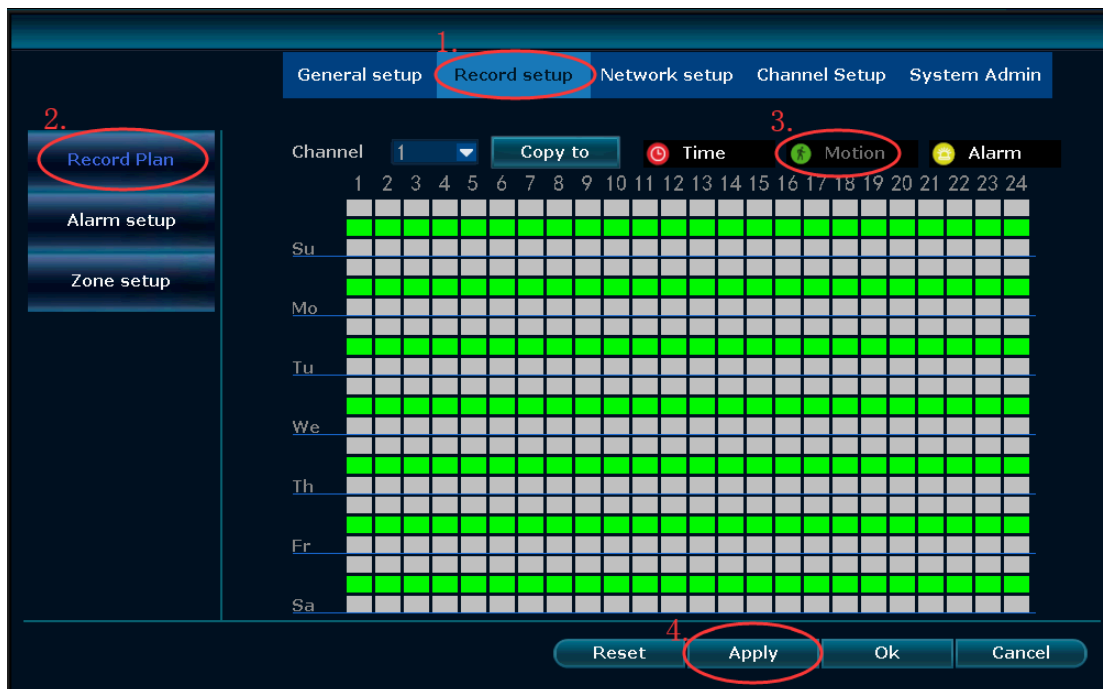 1.
General setup Record setup Network setup Channel Setup System Admin
2.
3.
Record Plan
Channel 1 Copy to Time Motion Alarm
1 2 3 4 5 6 7 8 9 10 11 12 13 14 15 16 17 18 19 20 21 22 23 24
Alarm setup
Su
Zone setup
Mo
Tu
We
Th
Fr
Sa
4.
Reset Apply Ok Cancel